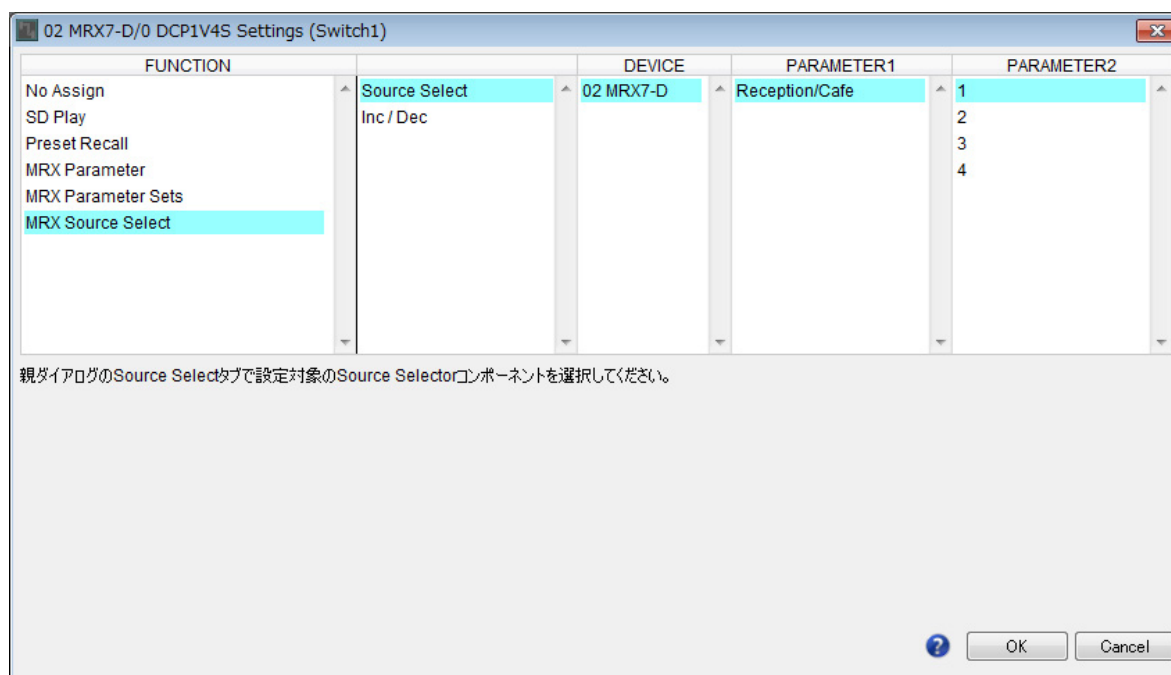 02 MRX7-D/0 DCP1V4S Settings (Switch1)
FUNCTION DEVICE PARAMETER1 PARAMETER2
No Assign Source Select 02 MRX7-D Reception/Cafe 1
SD Play Inc / Dec 2
Preset Recall 3
MRX Parameter 4
MRX Parameter Sets
MRX Source Select
親ダイアログのSource Selectタブで設定対象のSource Selectorコンポーネントを選択してください。
? OK Cancel